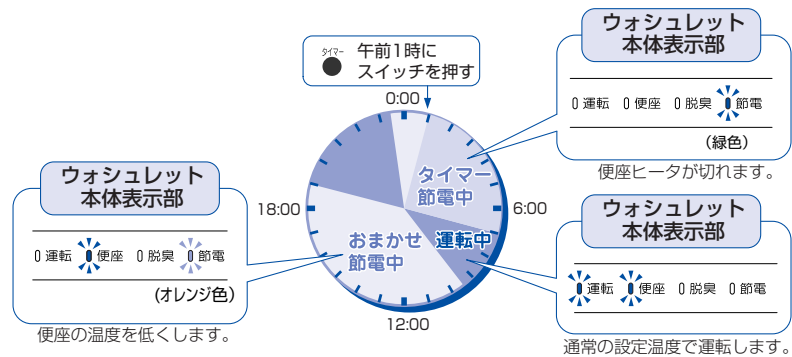 タイマー
午前1時に
スイッチを押す
0:00
6:00
12:00
18:00
タイマー
節電中
運転中
おまかせ
節電中
ウォシュレット
本体表示部
運転 便座 脱臭 節電
(緑色)
便座ヒータが切れます。
ウォシュレット
本体表示部
運転 便座 脱臭 節電
通常の設定温度で運転します。
ウォシュレット
本体表示部
運転 便座 脱臭 節電
(オレンジ色)
便座の温度を低くします。